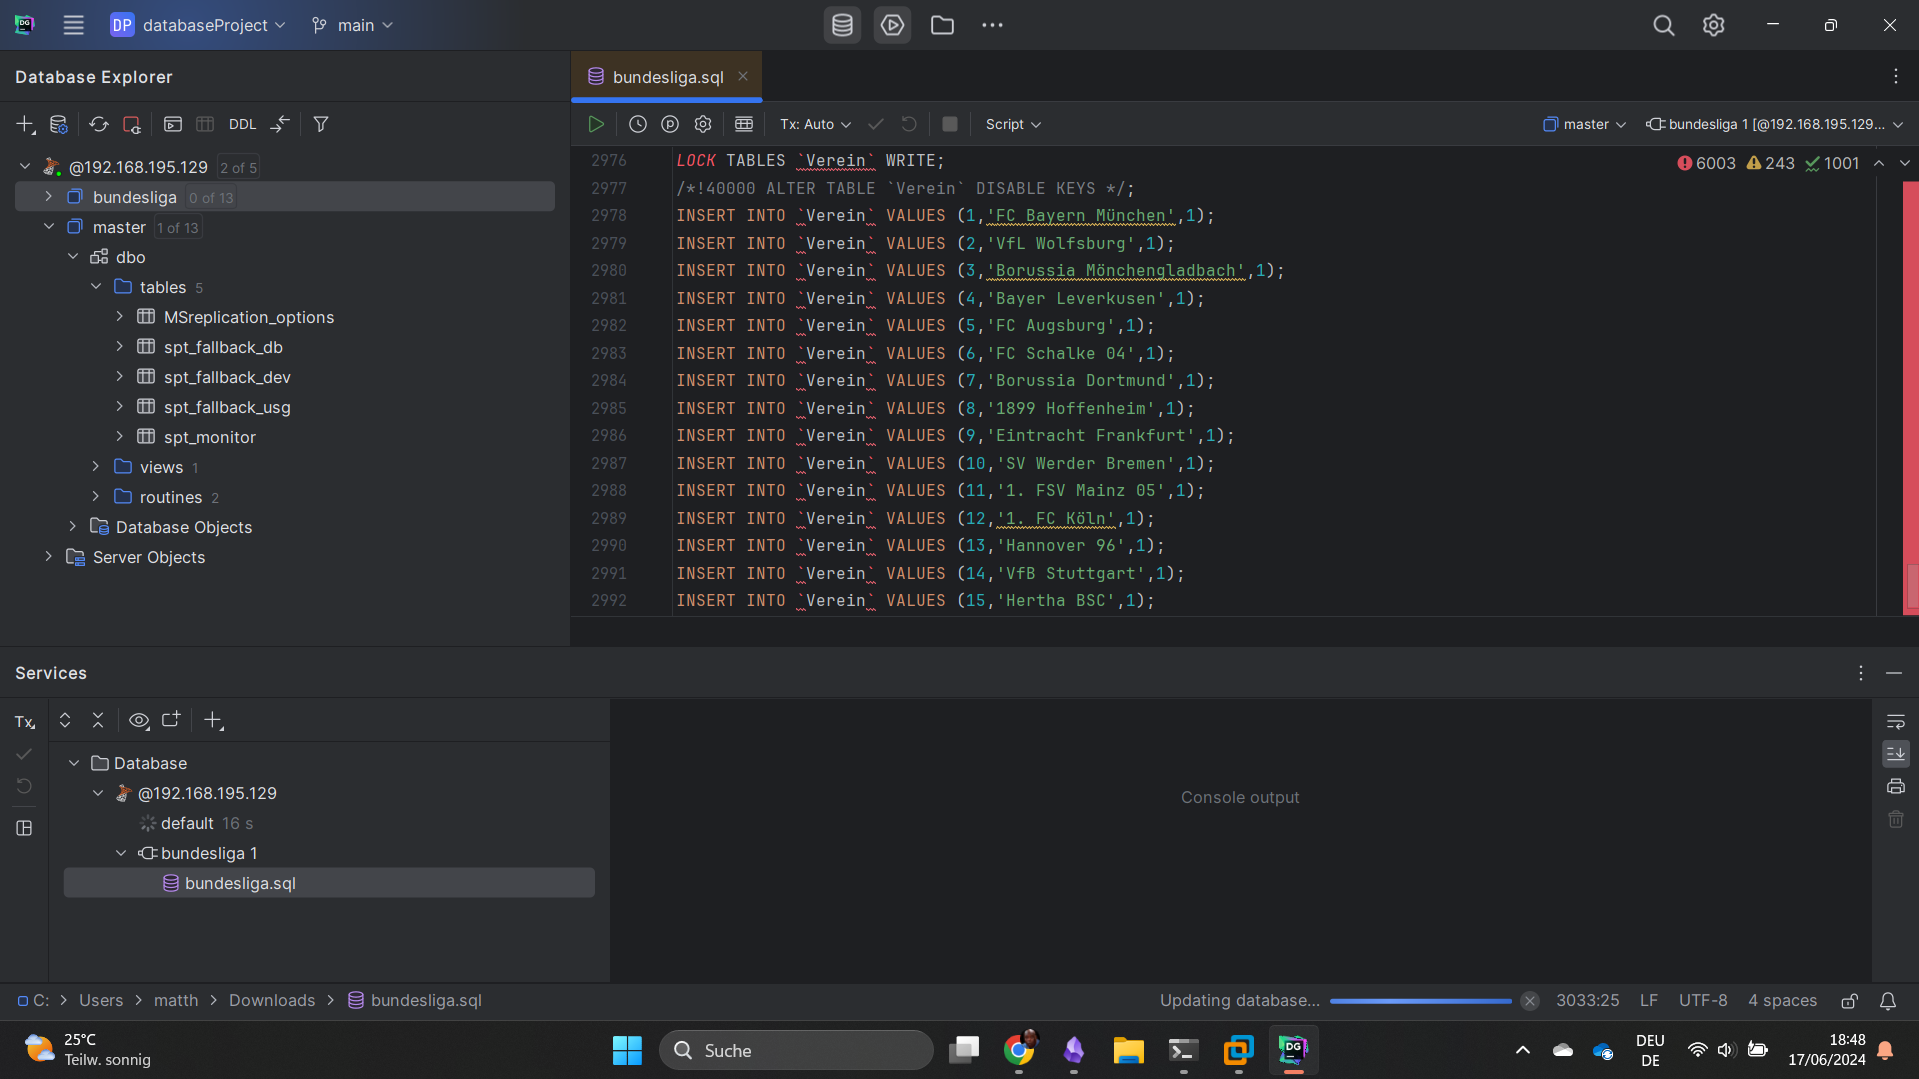 DG
DP databaseProject main
Database Explorer
bundesliga.sql
DDL
Tx: Auto
Script
master
bundesliga 1 [@192.168.195.129...
@192.168.195.129 2 of 5
bundesliga 0 of 13
master 1 of 13
dbo
tables 5
MSreplication_options
spt_fallback_db
spt_fallback_dev
spt_fallback_usg
spt_monitor
views 1
routines 2
Database Objects
Server Objects
6003 243 1001
2976 LOCK TABLES `Verein` WRITE;
2977 /*!40000 ALTER TABLE `Verein` DISABLE KEYS */;
2978 INSERT INTO `Verein` VALUES (1,'FC Bayern München',1);
2979 INSERT INTO `Verein` VALUES (2,'VfL Wolfsburg',1);
2980 INSERT INTO `Verein` VALUES (3,'Borussia Mönchengladbach',1);
2981 INSERT INTO `Verein` VALUES (4,'Bayer Leverkusen',1);
2982 INSERT INTO `Verein` VALUES (5,'FC Augsburg',1);
2983 INSERT INTO `Verein` VALUES (6,'FC Schalke 04',1);
2984 INSERT INTO `Verein` VALUES (7,'Borussia Dortmund',1);
2985 INSERT INTO `Verein` VALUES (8,'1899 Hoffenheim',1);
2986 INSERT INTO `Verein` VALUES (9,'Eintracht Frankfurt',1);
2987 INSERT INTO `Verein` VALUES (10,'SV Werder Bremen',1);
2988 INSERT INTO `Verein` VALUES (11,'1. FSV Mainz 05',1);
2989 INSERT INTO `Verein` VALUES (12,'1. FC Köln',1);
2990 INSERT INTO `Verein` VALUES (13,'Hannover 96',1);
2991 INSERT INTO `Verein` VALUES (14,'VfB Stuttgart',1);
2992 INSERT INTO `Verein` VALUES (15,'Hertha BSC',1);
Services
Tx
Database
@192.168.195.129
default 16 s
bundesliga 1
bundesliga.sql
Console output
C: > Users > matth > Downloads > bundesliga.sql
Updating database... 3033:25 LF UTF-8 4 spaces
25°C
Teilw. sonnig
Suche
DG
DEU
DE
18:48
17/06/2024